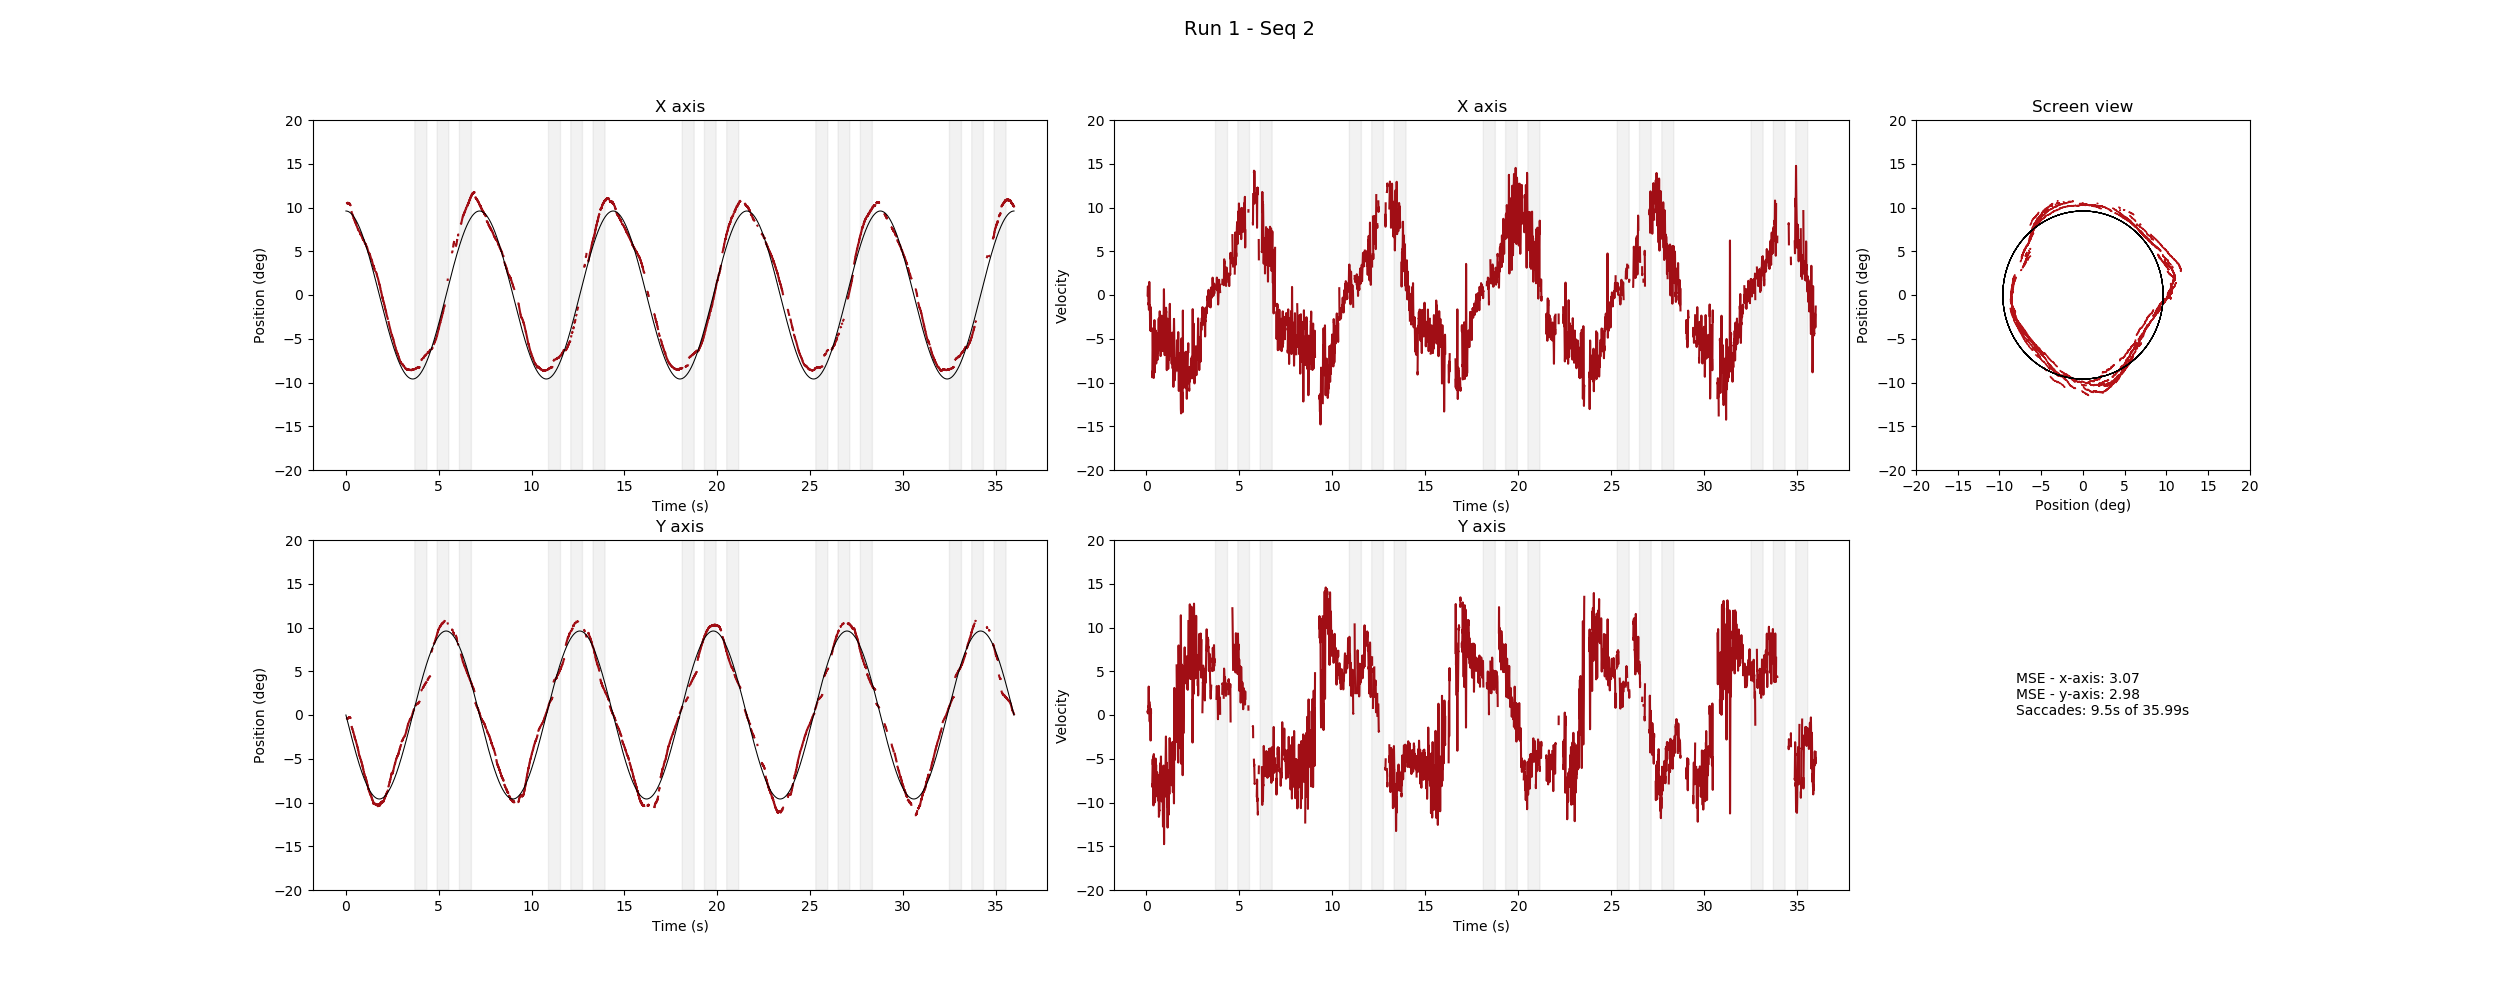 Run 1 - Seq 2
X axis
20
15
10
5
0
−5
−10
−15
−20
Position (deg)
0 5 10 15 20 25 30 35
Time (s)
X axis
20
15
10
5
0
−5
−10
−15
−20
Velocity
0 5 10 15 20 25 30 35
Time (s)
Screen view
20
15
10
5
0
−5
−10
−15
−20
Position (deg)
−20 −15 −10 −5 0 5 10 15 20
Position (deg)
Y axis
20
15
10
5
0
−5
−10
−15
−20
Position (deg)
0 5 10 15 20 25 30 35
Time (s)
Y axis
20
15
10
5
0
−5
−10
−15
−20
Velocity
0 5 10 15 20 25 30 35
Time (s)
MSE - x-axis: 3.07
MSE - y-axis: 2.98
Saccades: 9.5s of 35.99s